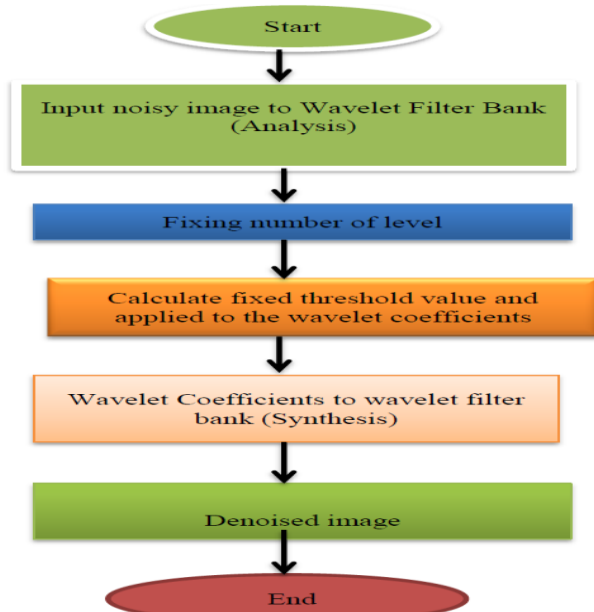 Start
Input noisy image to Wavelet Filter Bank
(Analysis)
Fixing number of level
Calculate fixed threshold value and
applied to the wavelet coefficients
Wavelet Coefficients to wavelet filter
bank (Synthesis)
Denoised image
End